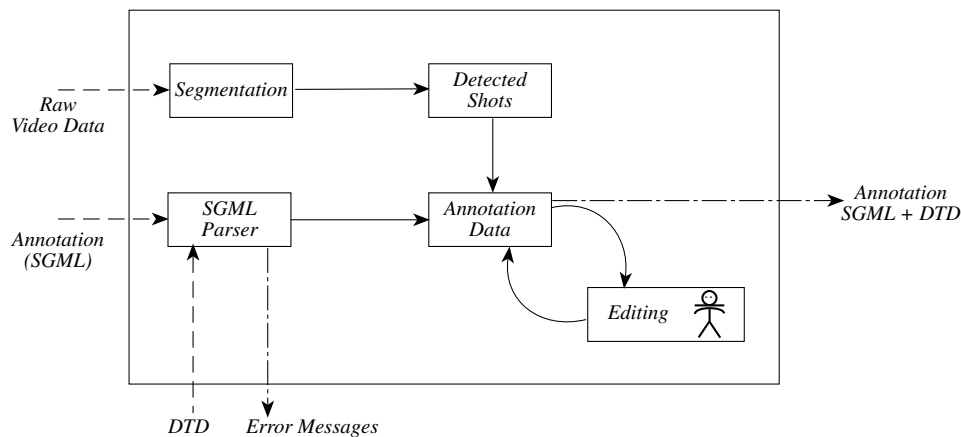 Segmentation
Detected
Shots
Raw
Video Data
SGML
Parser
Annotation
Data
Annotation
SGML + DTD
Annotation
(SGML)
Editing
DTD
Error Messages